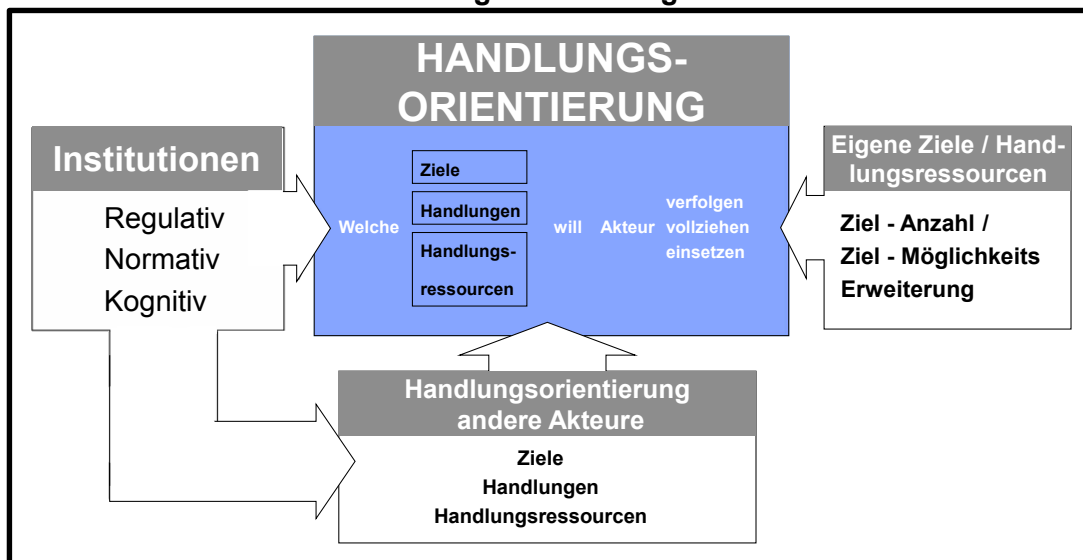 HANDLUNGS-
ORIENTIERUNG
Institutionen
Regulativ
Normativ
Kognitiv
Welche
Ziele
Handlungen
Handlungs-
ressourcen
will Akteur
verfolgen
vollziehen
einsetzen
Eigene Ziele / Hand-
lungsressourcen
Ziel - Anzahl /
Ziel - Möglichkeits
Erweiterung
Handlungsorientierung
andere Akteure
Ziele
Handlungen
Handlungsressourcen